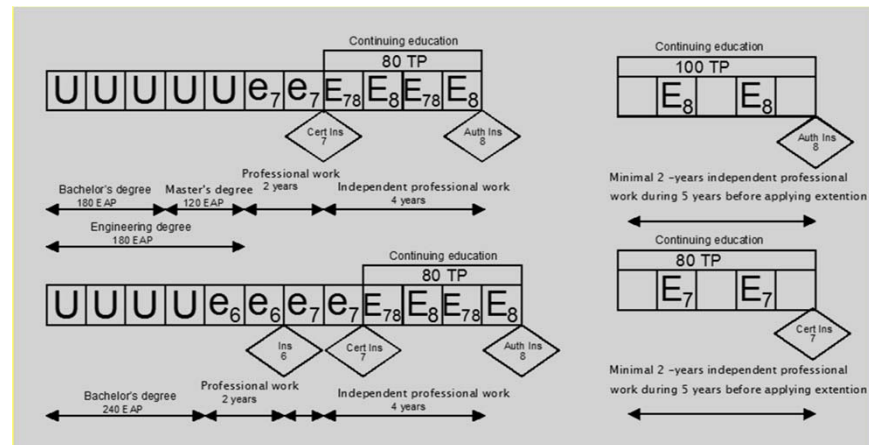 Continuing education
80 TP
U U U U U e7 e7 E78 E8 E78 E8
Cert Ins
7
Auth Ins
8
Professional work
2 years
Bachelor's degree
180 EAP
Master's degree
120 EAP
Independent professional work
4 years
Engineering degree
180 EAP
Continuing education
100 TP
E8 E8
Auth Ins
8
Minimal 2 -years independent professional
work during 5 years before applying extention
Continuing education
80 TP
U U U U e6 e6 e7 e7 E78 E8 E78 E8
Ins
6
Cert Ins
7
Auth Ins
8
Bachelor's degree
240 EAP
Professional work
2 years
Independent professional work
4 years
Continuing education
80 TP
E7 E7
Cert Ins
7
Minimal 2 -years independent professional
work during 5 years before applying extention